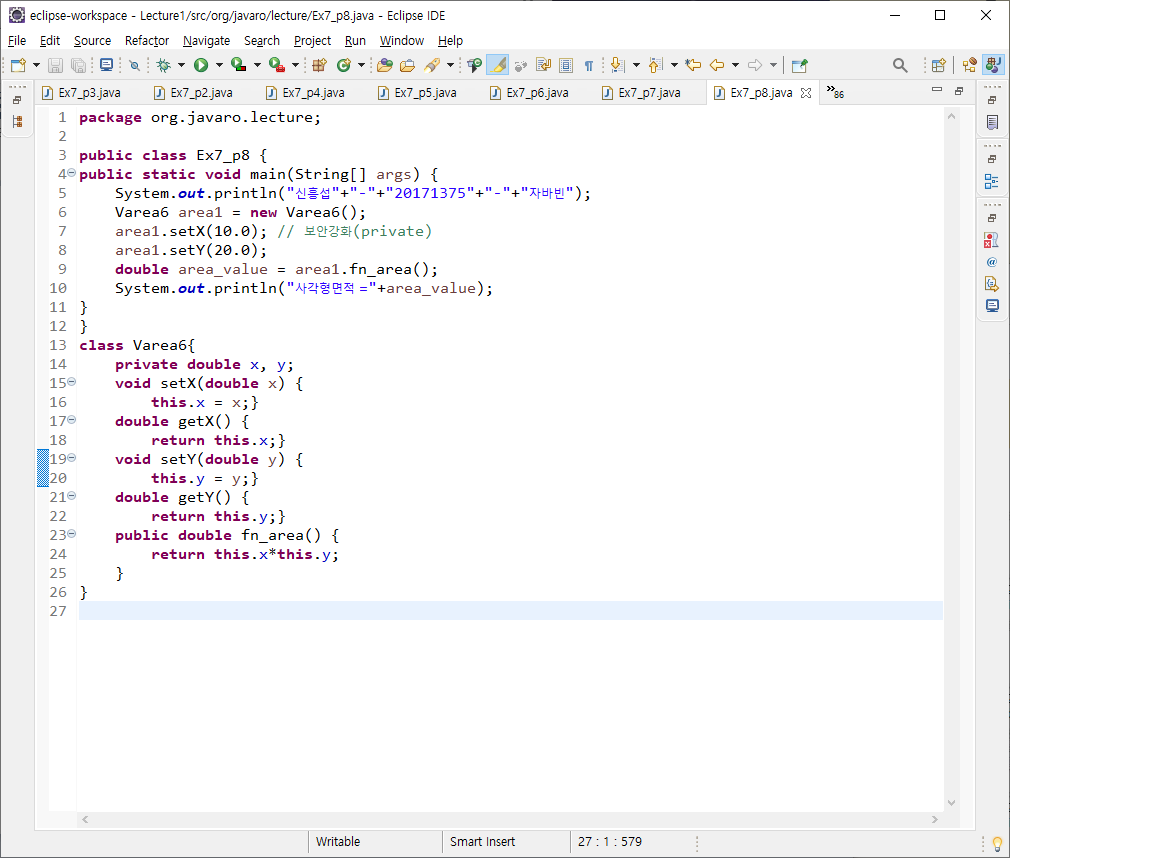 eclipse-workspace - Lecture1/src/org/javaro/lecture/Ex7_p8.java - Eclipse IDE
File Edit Source Refactor Navigate Search Project Run Window Help
Ex7_p3.java Ex7_p2.java Ex7_p4.java Ex7_p5.java Ex7_p6.java Ex7_p7.java Ex7_p8.java »86
1 package org.javaro.lecture;
2
3 public class Ex7_p8 {
4 public static void main(String[] args) {
5 System.out.println("신흥섭"+"-"+"20171375"+"-"+"자바빈");
6 Varea6 area1 = new Varea6();
7 area1.setX(10.0); // 보안강화(private)
8 area1.setY(20.0);
9 double area_value = area1.fn_area();
10 System.out.println("사각형면적 ="+area_value);
11 }
12 }
13 class Varea6{
14 private double x, y;
15 void setX(double x) {
16 this.x = x;}
17 double getX() {
18 return this.x;}
19 void setY(double y) {
20 this.y = y;}
21 double getY() {
22 return this.y;}
23 public double fn_area() {
24 return this.x*this.y;
25 }
26 }
27
Writable Smart Insert 27 : 1 : 579